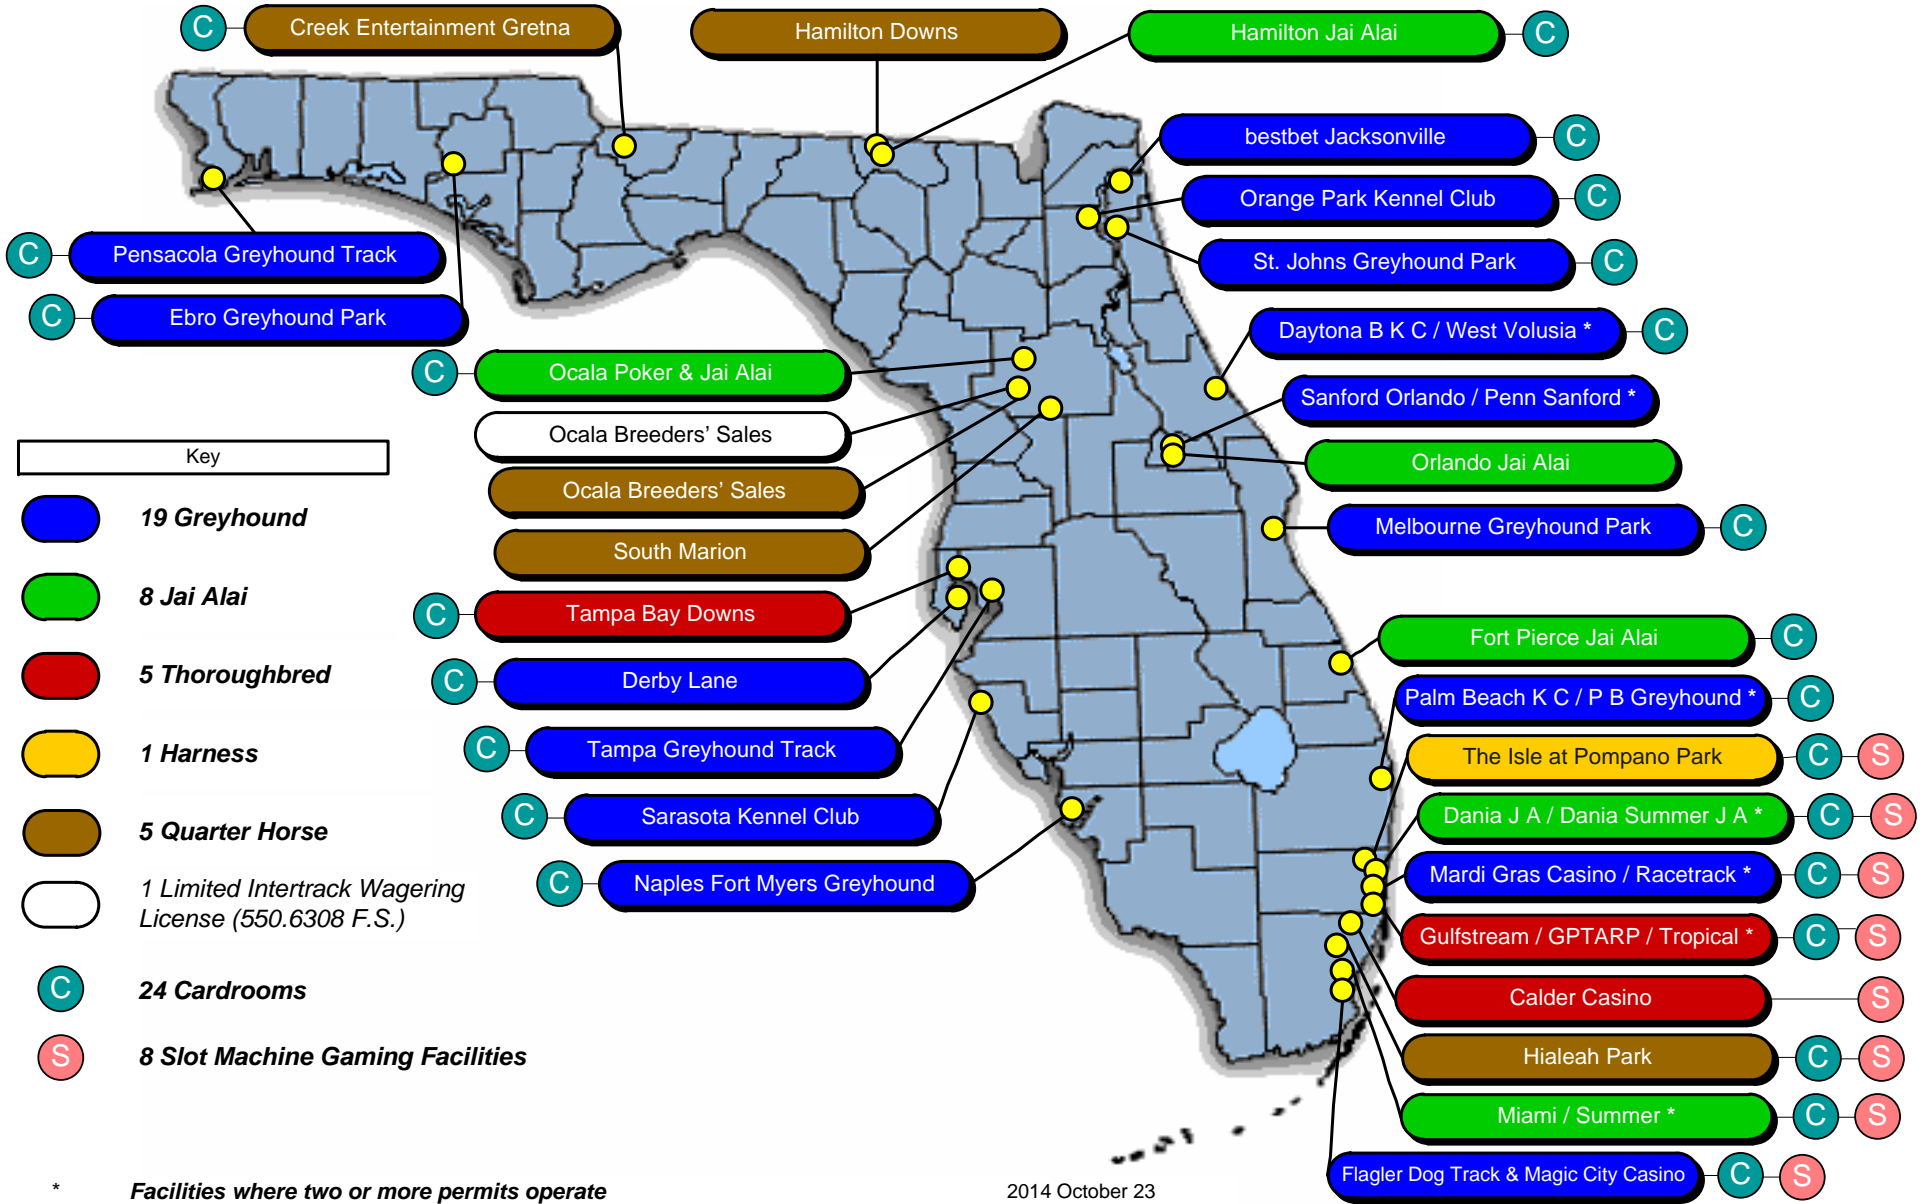 C Creek Entertainment Gretna
Hamilton Downs
Hamilton Jai Alai C
bestbet Jacksonville C
Orange Park Kennel Club C
St. Johns Greyhound Park C
C Pensacola Greyhound Track
C Ebro Greyhound Park
Daytona B K C / West Volusia * C
C Ocala Poker & Jai Alai
Sanford Orlando / Penn Sanford *
Ocala Breeders' Sales
Orlando Jai Alai
Ocala Breeders' Sales
Melbourne Greyhound Park C
South Marion
C Tampa Bay Downs
C Derby Lane
C Tampa Greyhound Track
C Sarasota Kennel Club
C Naples Fort Myers Greyhound
Fort Pierce Jai Alai C
Palm Beach K C / P B Greyhound * C
The Isle at Pompano Park C S
Dania J A / Dania Summer J A * C S
Mardi Gras Casino / Racetrack * C S
Gulfstream / GPTARP / Tropical * C S
Calder Casino S
Hialeah Park C S
Miami / Summer * C S
Flagler Dog Track & Magic City Casino C S
Key
19 Greyhound
8 Jai Alai
5 Thoroughbred
1 Harness
5 Quarter Horse
1 Limited Intertrack Wagering
License (550.6308 F.S.)
C 24 Cardrooms
S 8 Slot Machine Gaming Facilities
* Facilities where two or more permits operate
2014 October 23